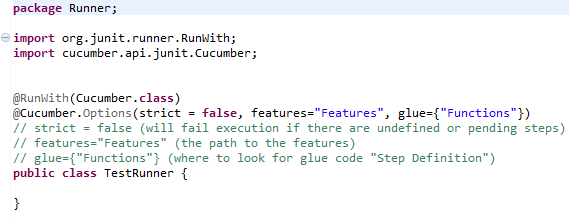 package Runner;
import org.junit.runner.RunWith;
import cucumber.api.junit.Cucumber;
@RunWith(Cucumber.class)
@Cucumber.Options(strict = false, features="Features", glue={"Functions"})
// strict = false (will fail execution if there are undefined or pending steps)
// features="Features" (the path to the features)
// glue={"Functions"} (where to look for glue code "Step Definition")
public class TestRunner {
}